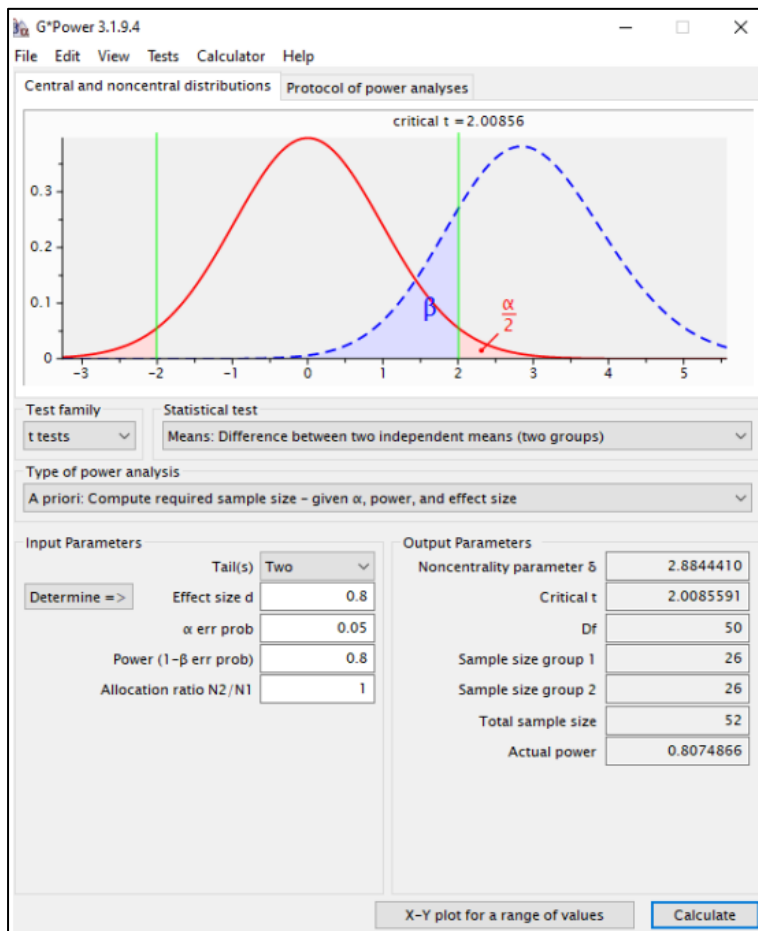 G*Power 3.1.9.4
File Edit View Tests Calculator Help
Central and noncentral distributions Protocol of power analyses
critical t = 2.00856
0.3
0.2
0.1
0
β
α
2
-3 -2 -1 0 1 2 3 4 5
Test family Statistical test
t tests Means: Difference between two independent means (two groups)
Type of power analysis
A priori: Compute required sample size - given α, power, and effect size
Input Parameters
Tail(s) Two
Determine => Effect size d 0.8
α err prob 0.05
Power (1-β err prob) 0.8
Allocation ratio N2/N1 1
Output Parameters
Noncentrality parameter δ 2.8844410
Critical t 2.0085591
Df 50
Sample size group 1 26
Sample size group 2 26
Total sample size 52
Actual power 0.8074866
X-Y plot for a range of values Calculate